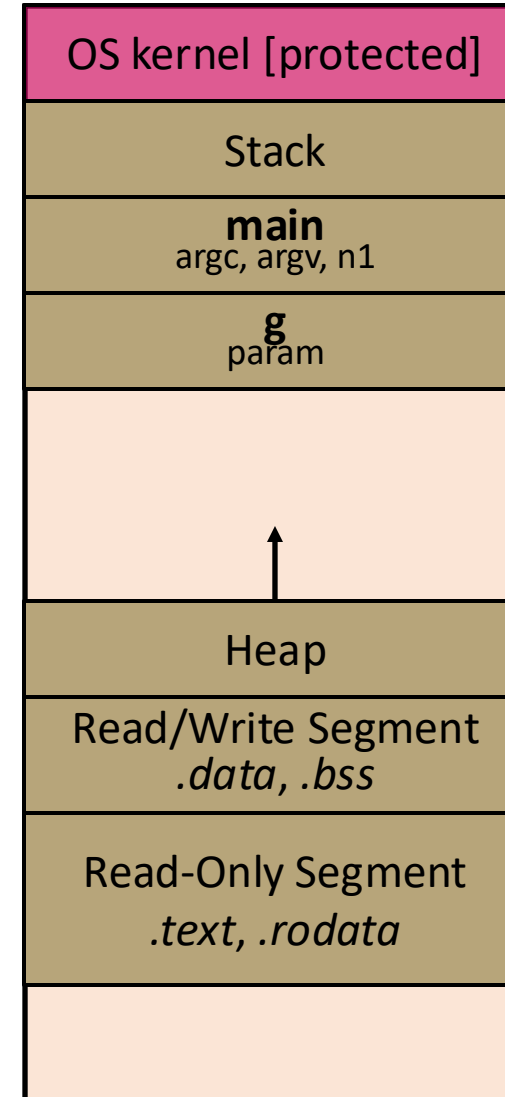 OS kernel [protected]
Stack
main
argc, argv, n1
g
param
Heap
Read/Write Segment
.data, .bss
Read-Only Segment
.text, .rodata